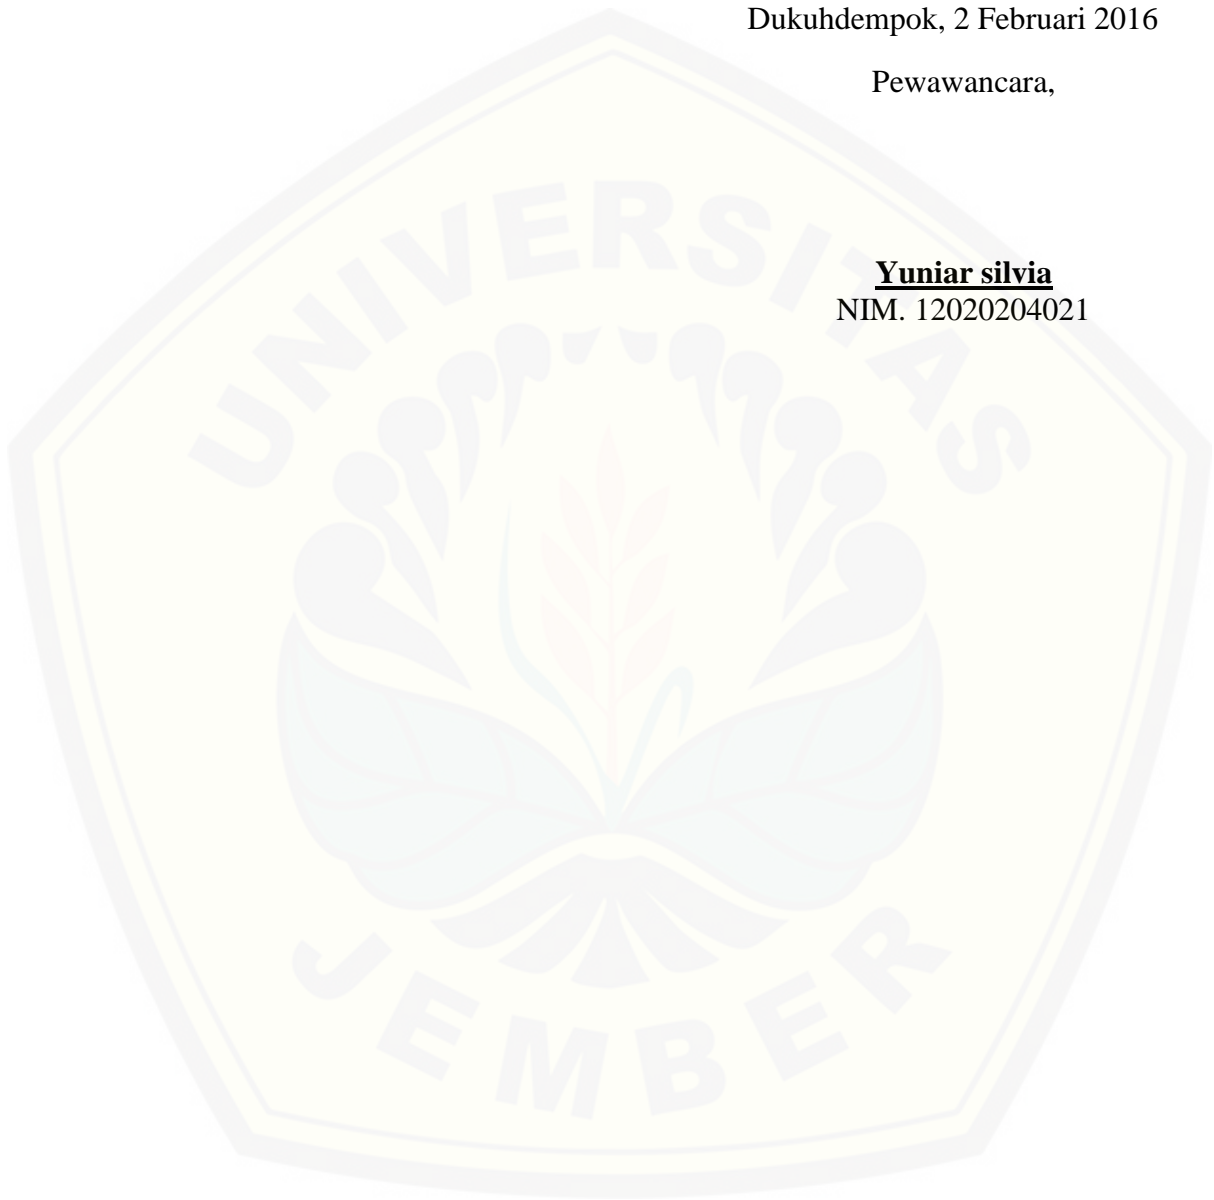 Dukuhdempok, 2 Februari 2016
Pewawancara,
Yuniar silvia
NIM. 12020204021
UNIVERSITAS
JEMBER